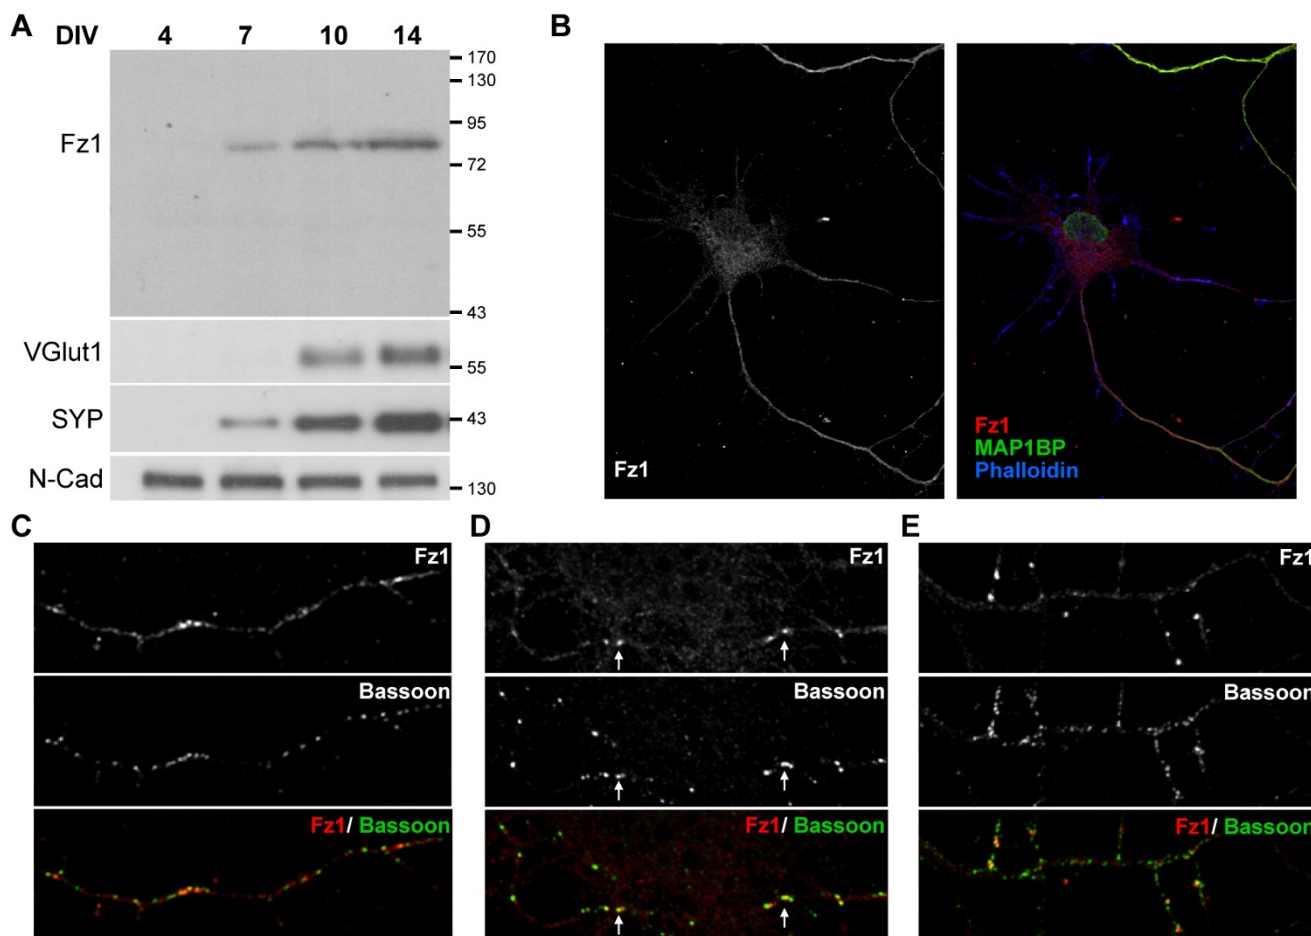 A
DIV 4 7 10 14
Fz1
170
130
95
72
55
43
VGlut1
55
SYP
43
N-Cad
130
B
Fz1
Fz1
MAP1BP
Phalloidin
C
Fz1
Bassoon
Fz1/ Bassoon
D
Fz1
Bassoon
Fz1/ Bassoon
E
Fz1
Bassoon
Fz1/ Bassoon